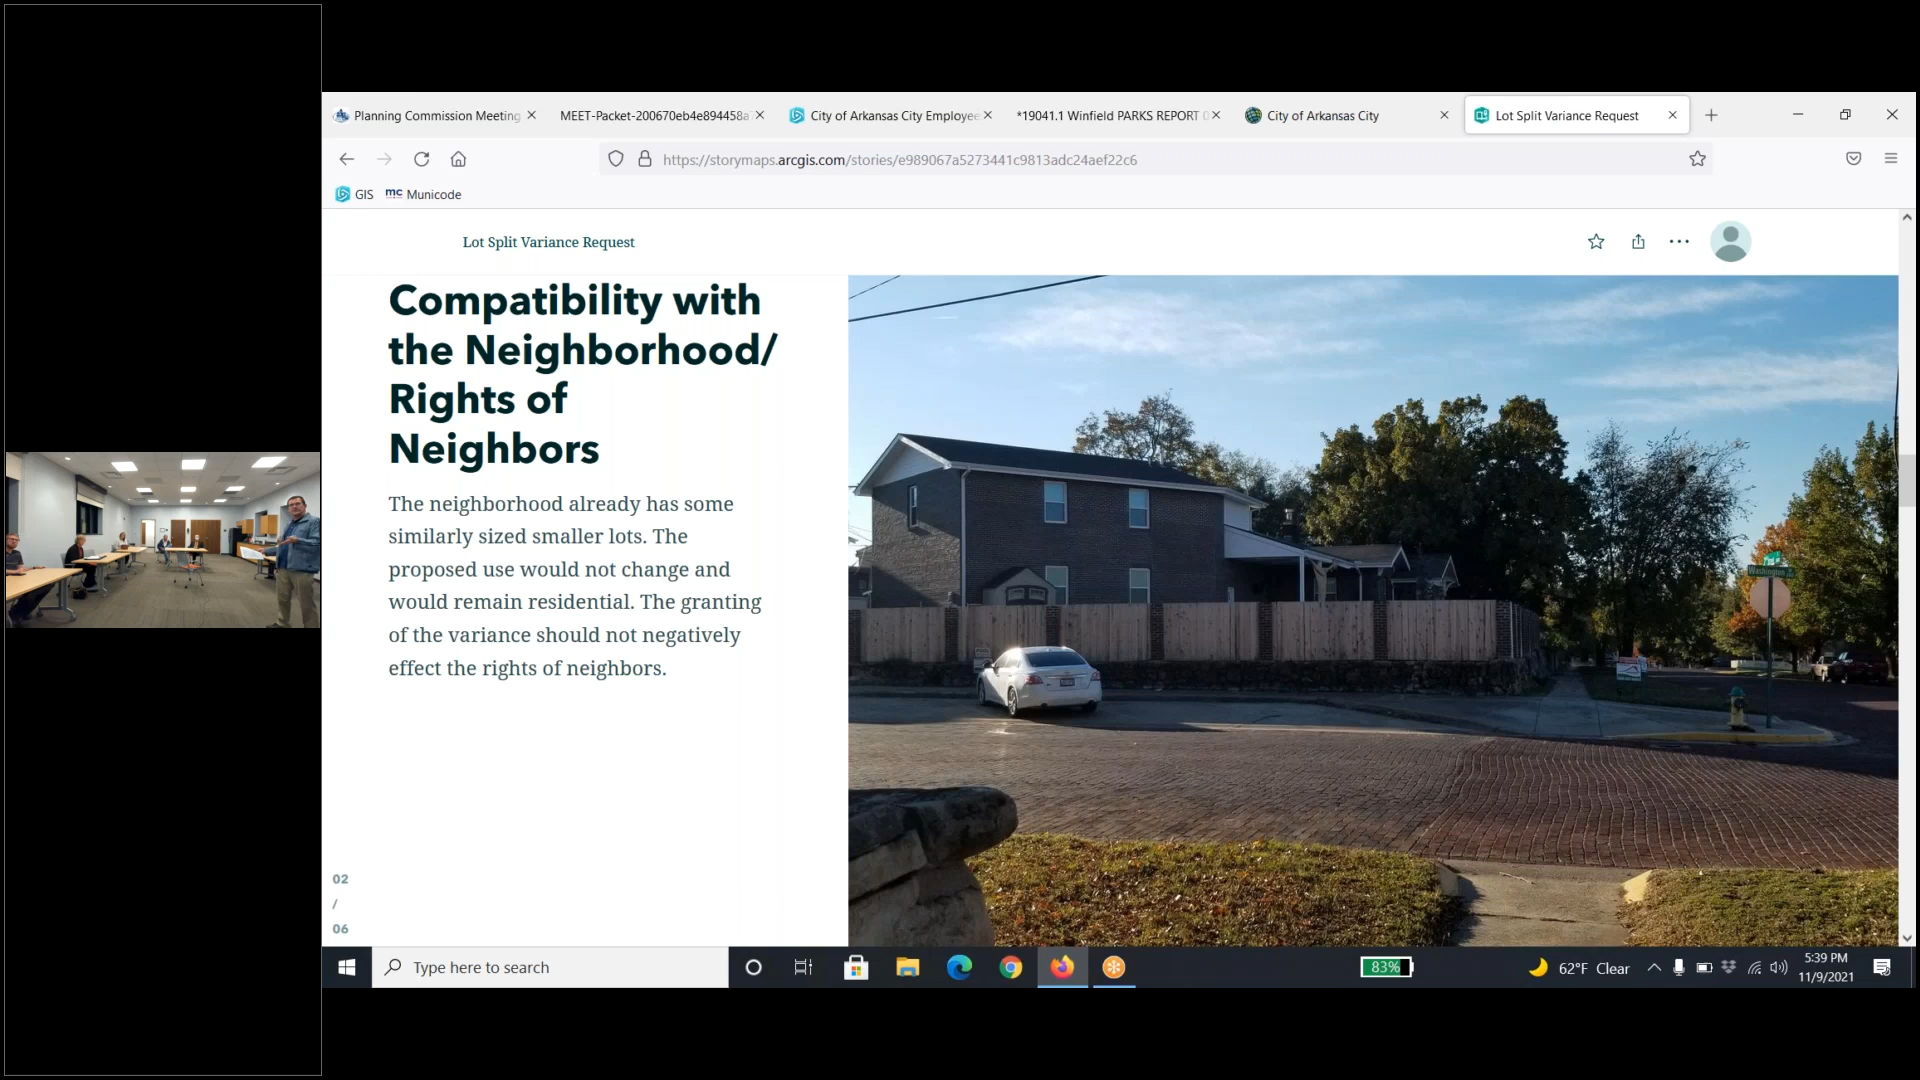 Planning Commission Meeting
MEET-Packet-200670eb4e894458a
City of Arkansas City Employee
*19041.1 Winfield PARKS REPORT 0
City of Arkansas City
Lot Split Variance Request
https://storymaps.arcgis.com/stories/e989067a5273441c9813adc24aef22c6
GIS
mc Municode
Lot Split Variance Request
Compatibility with
the Neighborhood/
Rights of
Neighbors
The neighborhood already has some
similarly sized smaller lots. The
proposed use would not change and
would remain residential. The granting
of the variance should not negatively
effect the rights of neighbors.
Washington
02
/
06
Type here to search
83%
62°F Clear
5:39 PM
11/9/2021